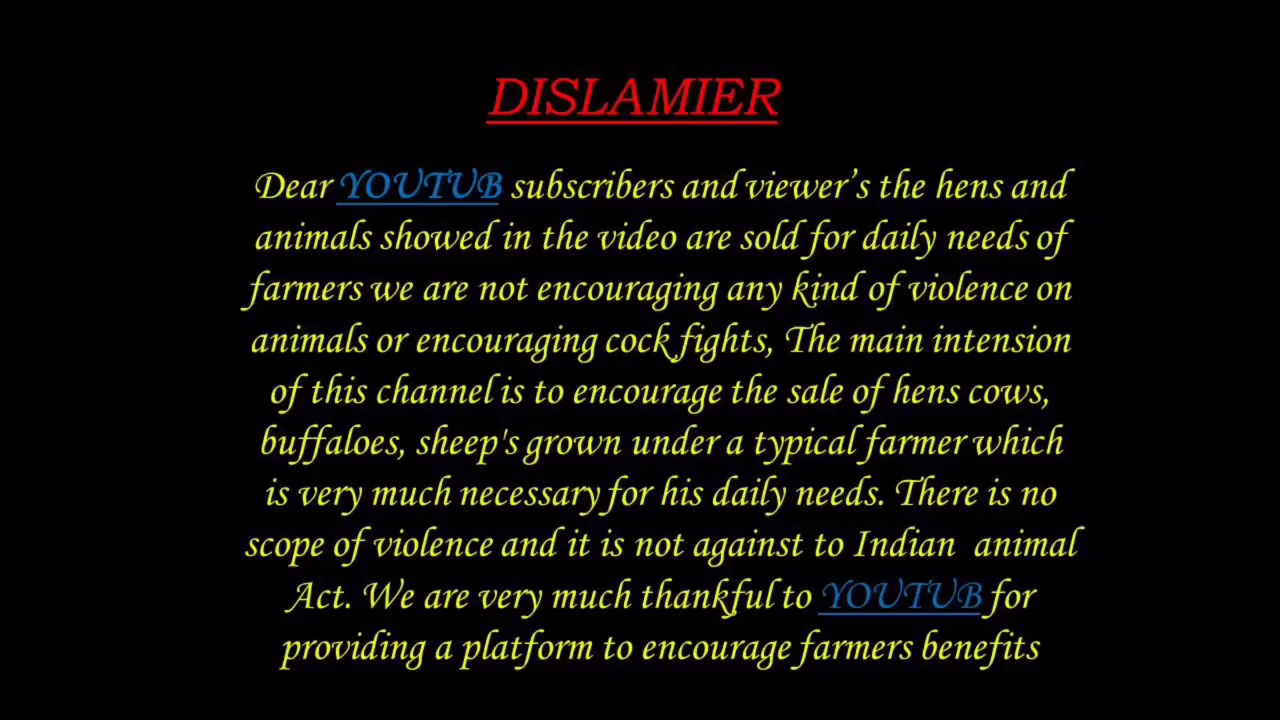 DISLAMIER
Dear YOUTUB subscribers and viewer’s the hens and
animals showed in the video are sold for daily needs of
farmers we are not encouraging any kind of violence on
animals or encouraging cock fights, The main intension
of this channel is to encourage the sale of hens cows,
buffaloes, sheep's grown under a typical farmer which
is very much necessary for his daily needs. There is no
scope of violence and it is not against to Indian animal
Act. We are very much thankful to YOUTUB for
providing a platform to encourage farmers benefits